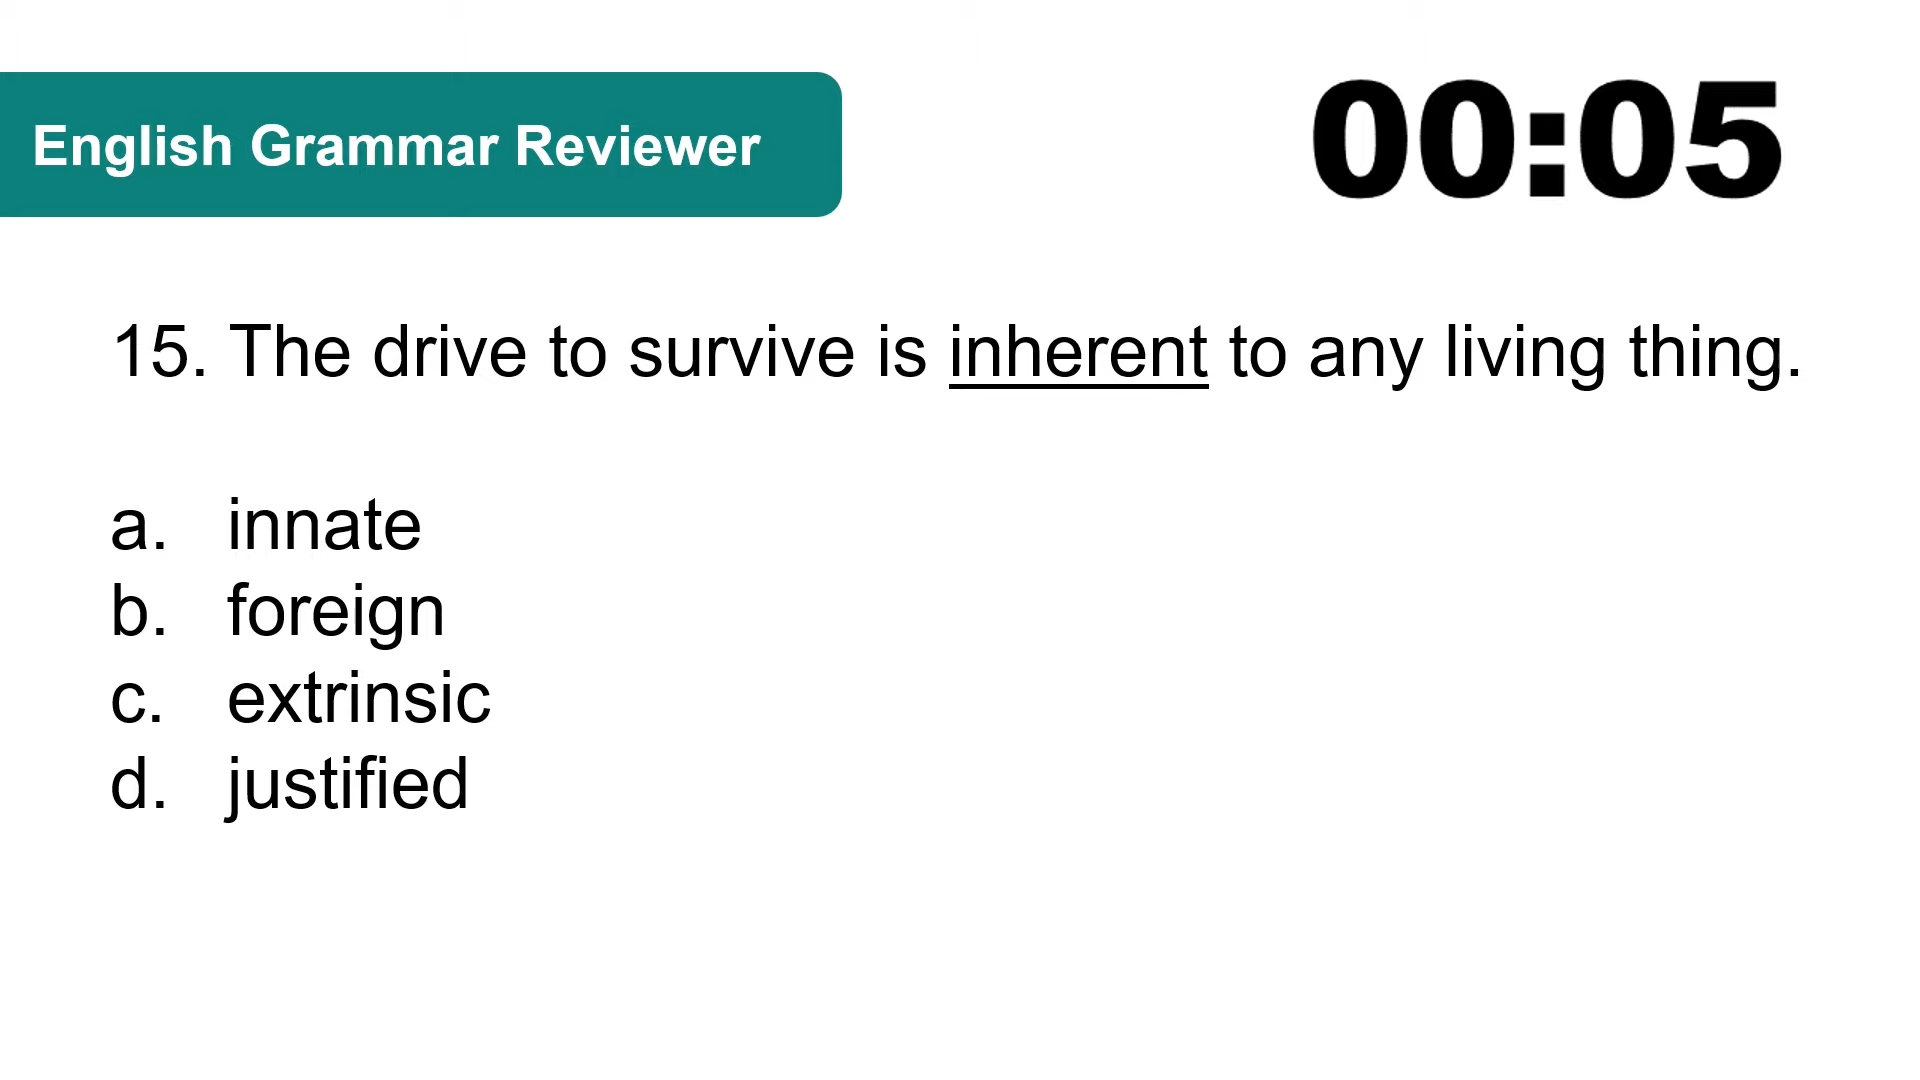 English Grammar Reviewer
00:05
15. The drive to survive is inherent to any living thing.
a. innate
b. foreign
c. extrinsic
d. justified